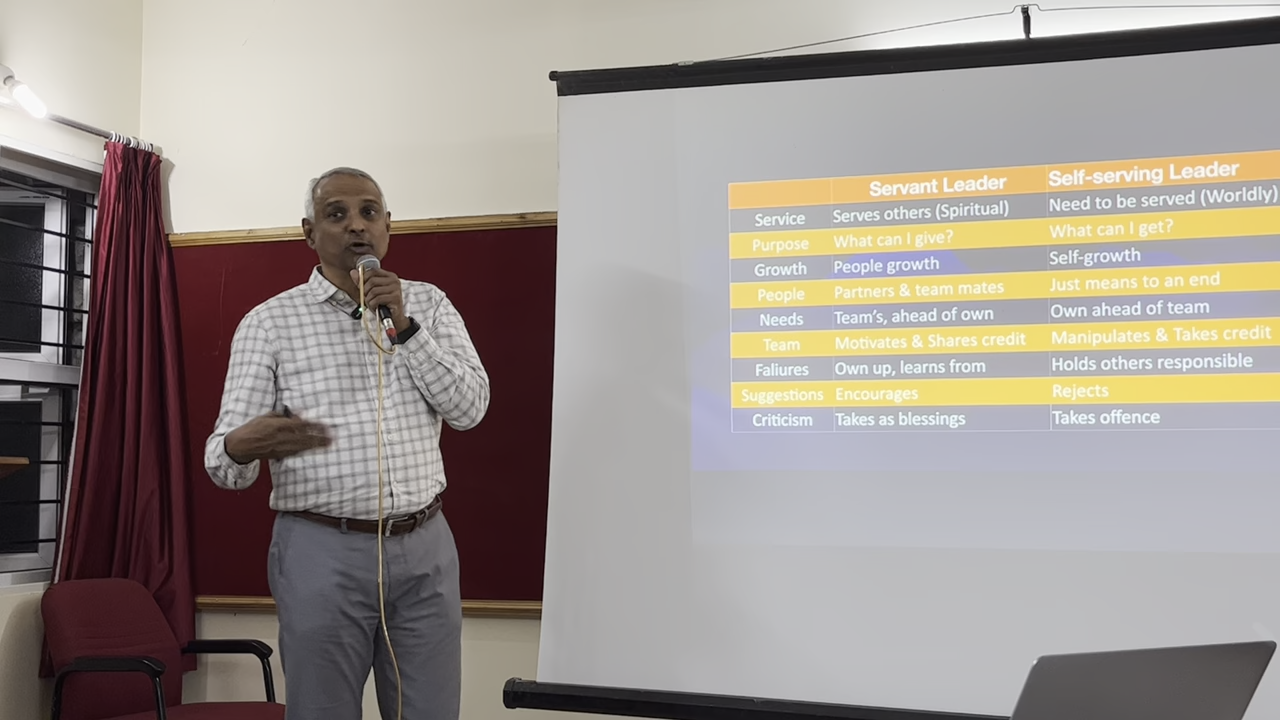 Servant Leader Self-serving Leader
Service Serves others (Spiritual) Need to be served (Worldly)
Purpose What can I give? What can I get?
Growth People growth Self-growth
People Partners & team mates Just means to an end
Needs Team's, ahead of own Own ahead of team
Team Motivates & Shares credit Manipulates & Takes credit
Faliures Own up, learns from Holds others responsible
Suggestions Encourages Rejects
Criticism Takes as blessings Takes offence